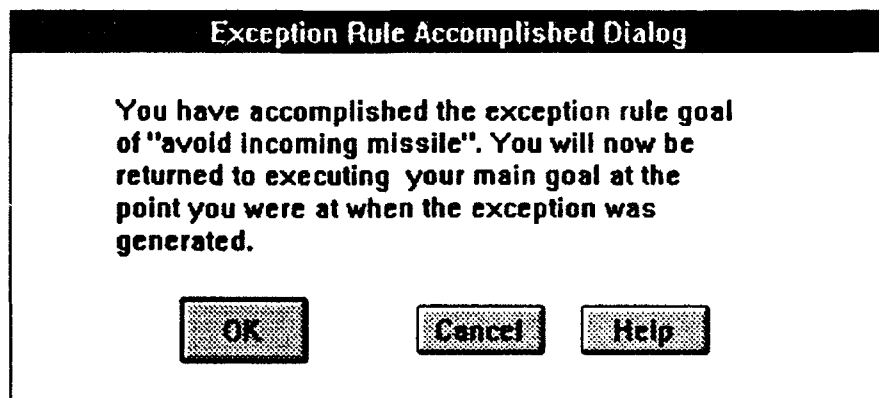 Exception Rule Accomplished Dialog
You have accomplished the exception rule goal
of "avoid incoming missile". You will now be
returned to executing your main goal at the
point you were at when the exception was
generated.
OK Cancel Help